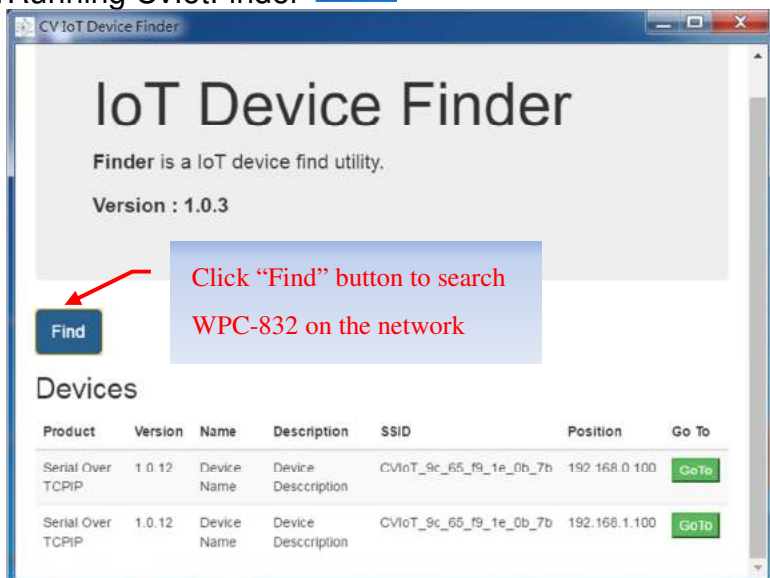 Running CVIoT.Finder
CV IoT Device Finder
IoT Device Finder
Finder is a IoT device find utility.
Version : 1.0.3
Click “Find” button to search
WPC-832 on the network
Find
Devices
Product Version Name Description SSID Position Go To
Serial Over 1.0.12 Device Device CVIoT_9c_65_f9_1e_0b_7b 192.168.0.100 GoTo
TCPIP Name Desccription
Serial Over 1.0.12 Device Device CVIoT_9c_65_f9_1e_0b_7b 192.168.1.100 GoTo
TCPIP Name Desccription